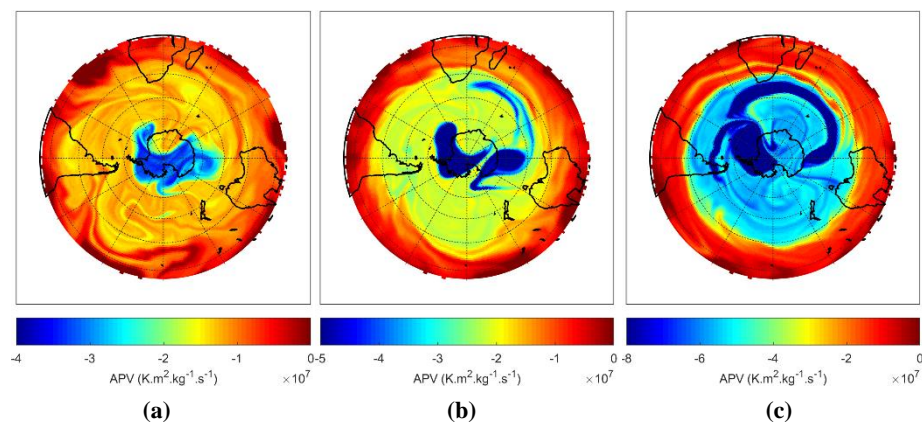 -4 -3 -2 -1 0 -5 -4 -3 -2 -1 0 -8 -6 -4 -2 0
APV (K.m².kg⁻¹.s⁻¹) ×10⁷ APV (K.m².kg⁻¹.s⁻¹) ×10⁷ APV (K.m².kg⁻¹.s⁻¹) ×10⁷
(a) (b) (c)